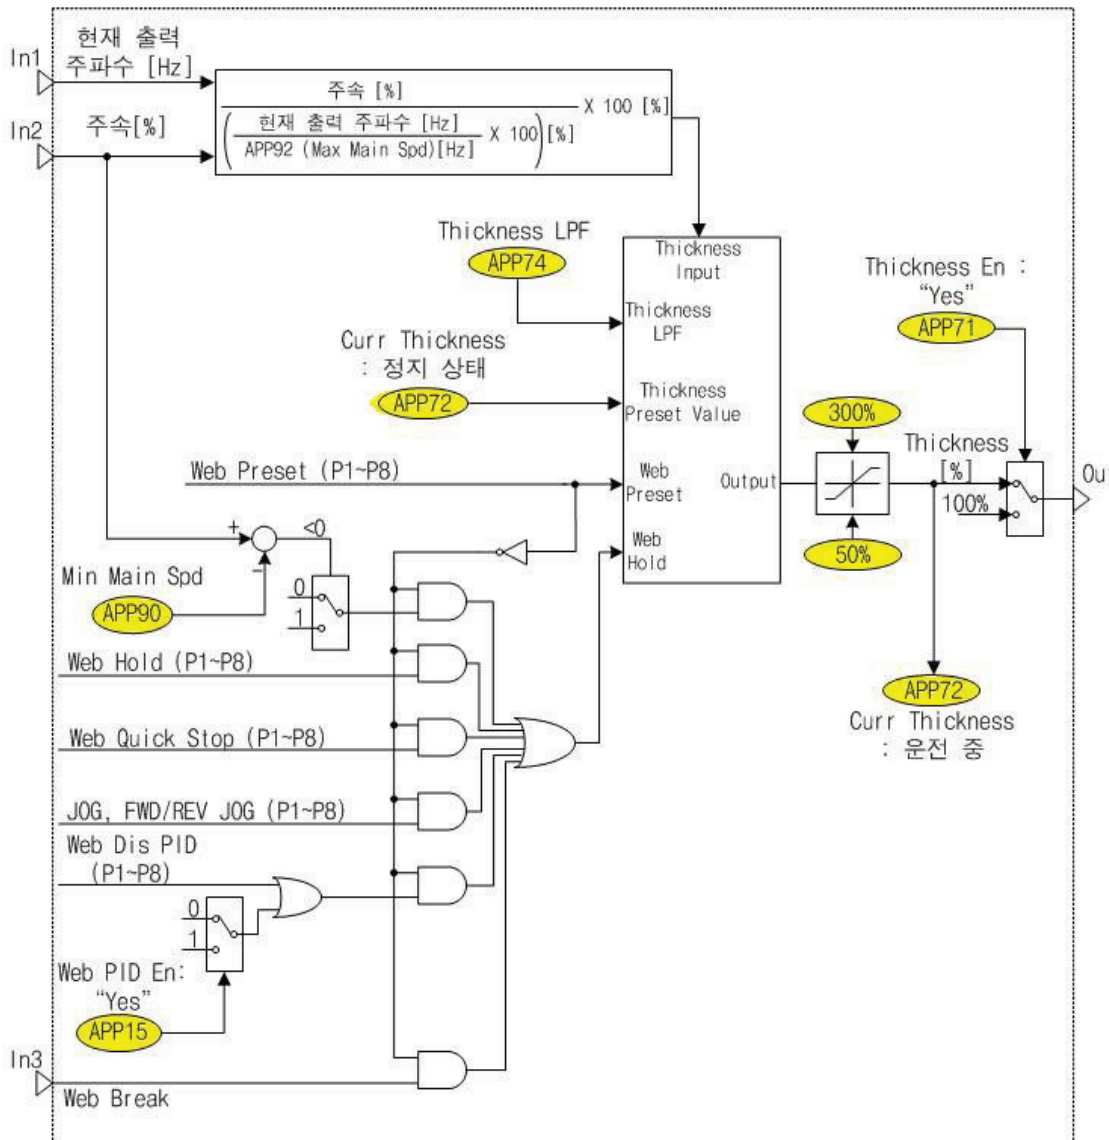 현재 출력
주파수 [Hz]
In1
주속 [%]
X 100 [%]
현재 출력 주파수 [Hz]
X 100
[%]
APP92 (Max Main Spd)[Hz]
In2
주속[%]
Thickness LPF
APP74
Thickness
Input
Thickness En :
“Yes”
APP71
Thickness
LPF
Curr Thickness
: 정지 상태
APP72
Thickness
Preset Value
300%
Thickness
[%]
Web Preset (P1~P8)
Web
Preset
Output
100%
Ou
+
<0
-
Web
Hold
50%
Min Main Spd
APP90
0
1
Web Hold (P1~P8)
APP72
Curr Thickness
: 운전 중
Web Quick Stop (P1~P8)
JOG, FWD/REV JOG (P1~P8)
Web Dis PID
(P1~P8)
0
1
Web PID En:
“Yes”
APP15
In3
Web Break